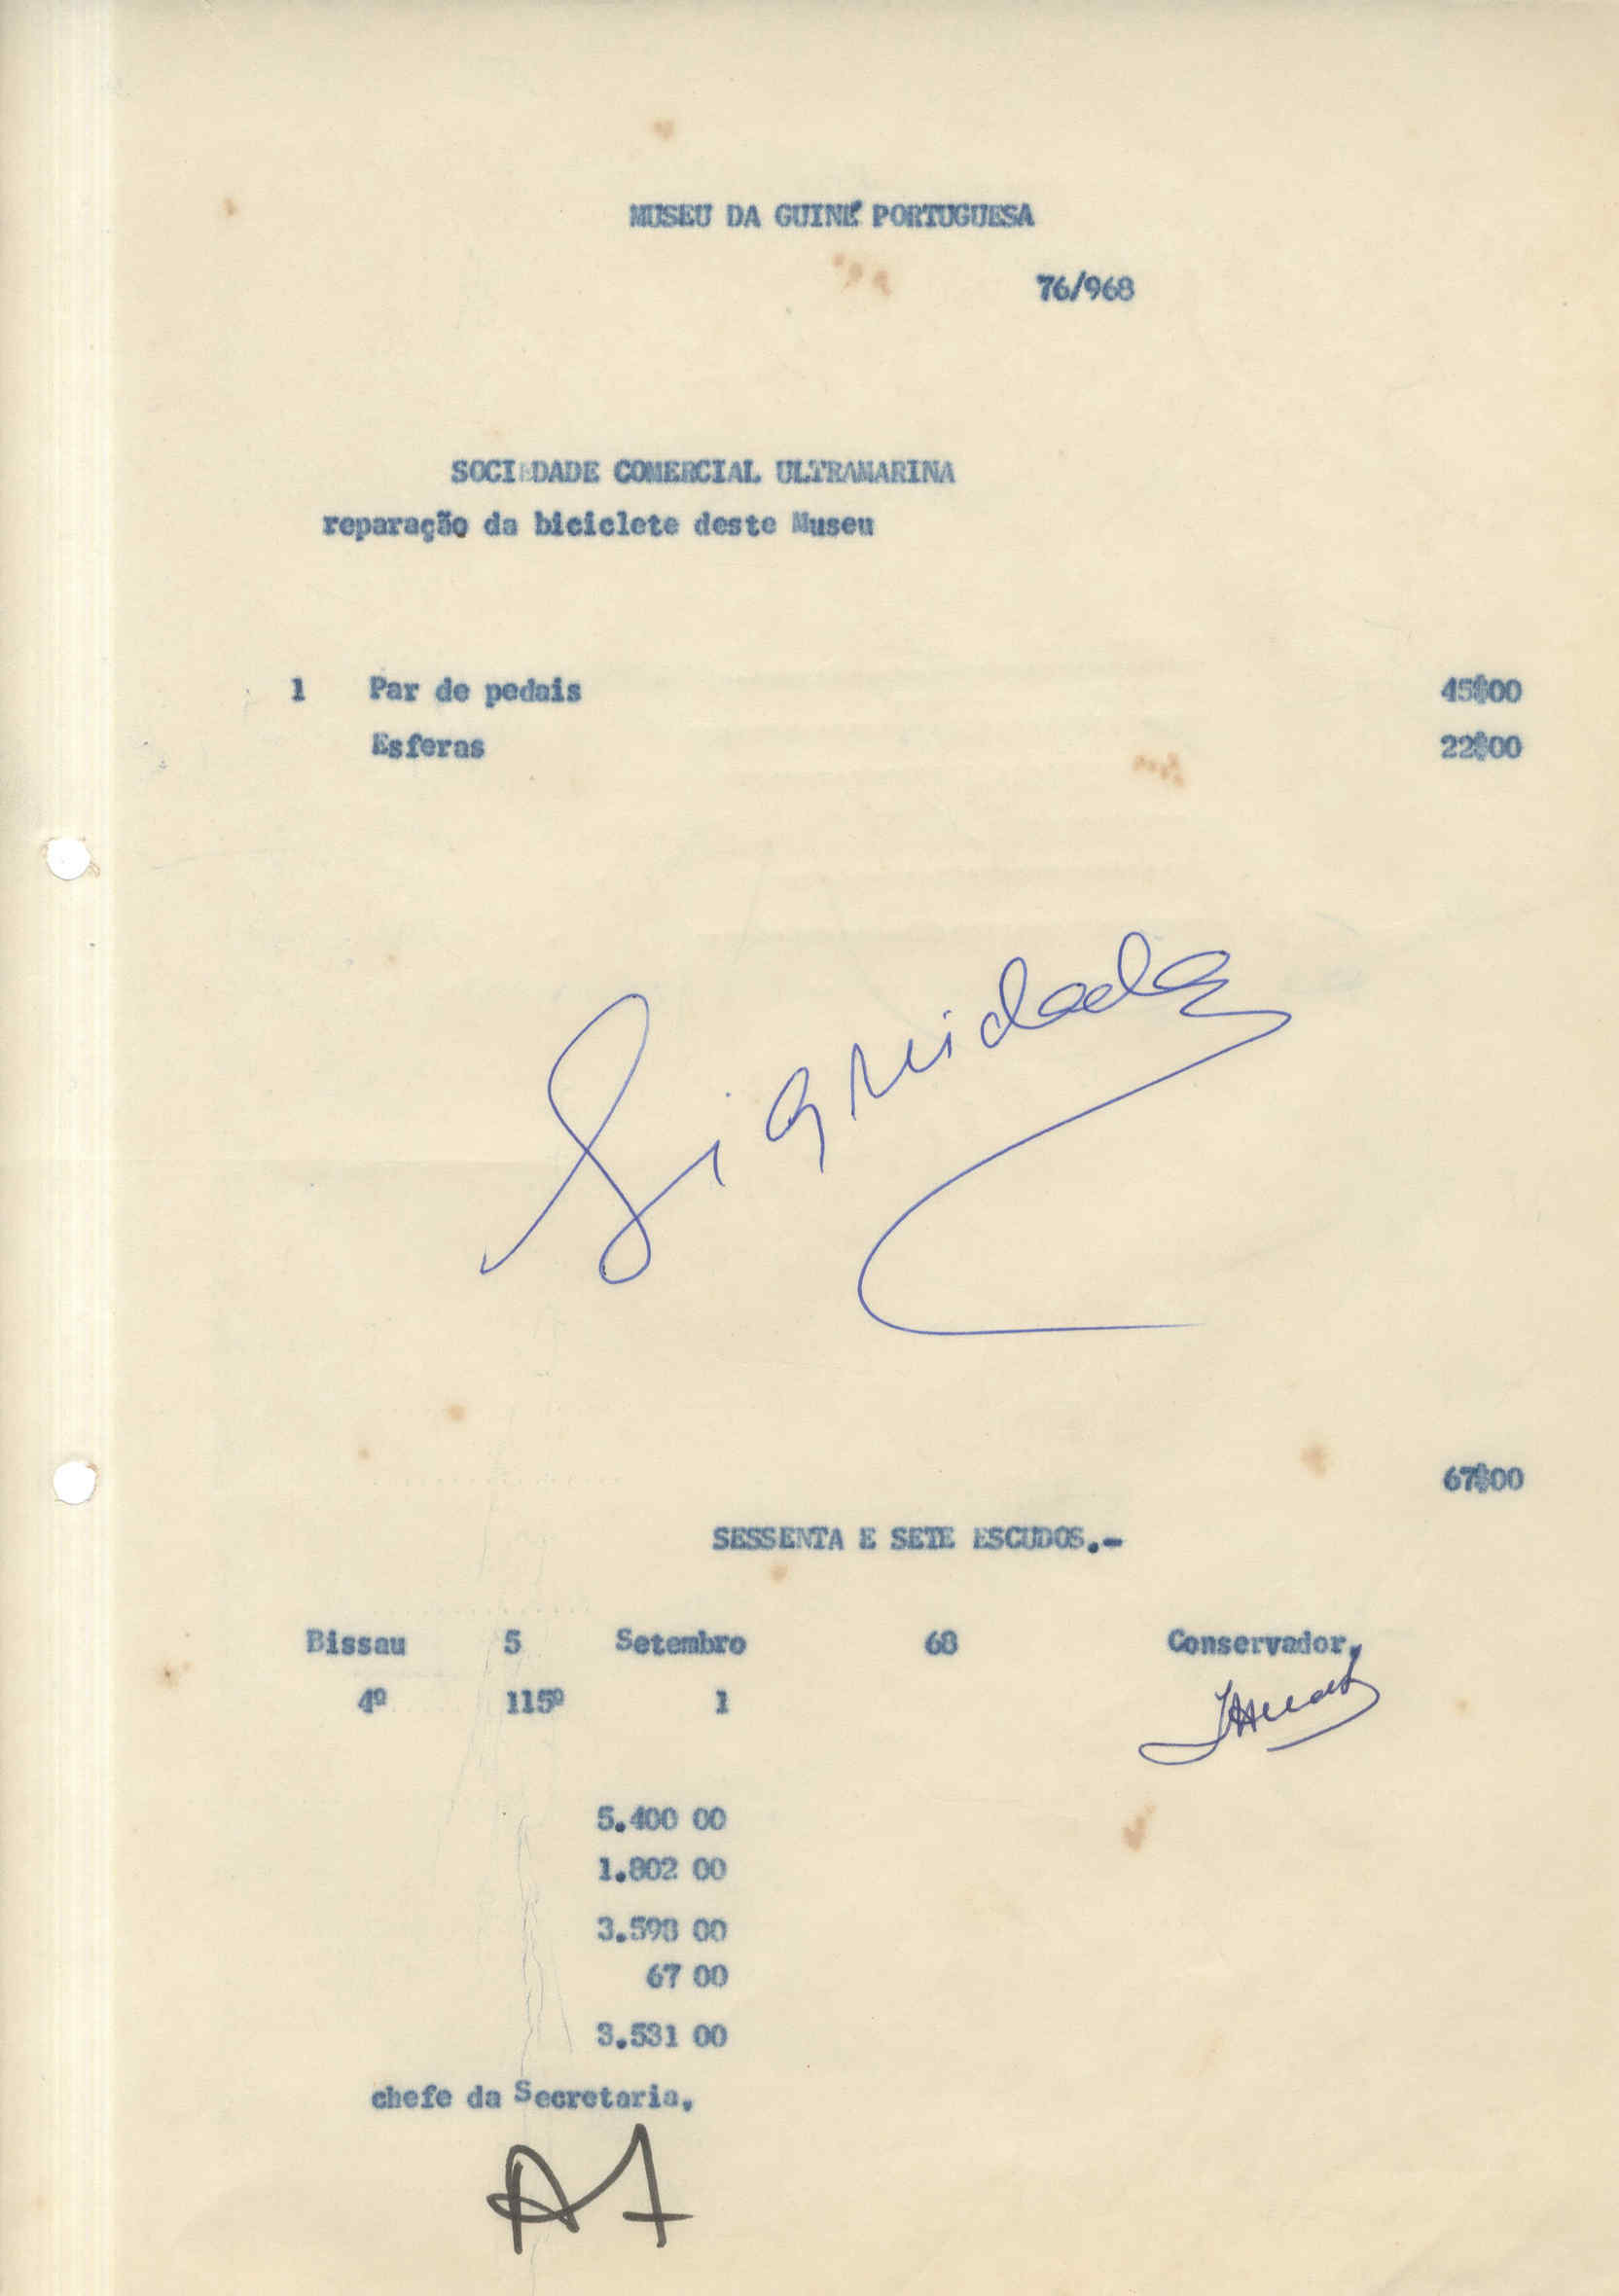 MUSEU DA GUINÉ PORTUGUESA
76/968
SOCIEDADE COMERCIAL ULTRAMARINA
reparação da biciclete deste Museu
1 Par de pedais 45$00
Esferas 22$00
Liquidada
67$00
SESSENTA E SETE ESCUDOS.-
Bissau 5 Setembro 68 Conservador,
4º 115º 1
5.400 00
1.802 00
3.598 00
67 00
3.531 00
chefe da Secretaria,